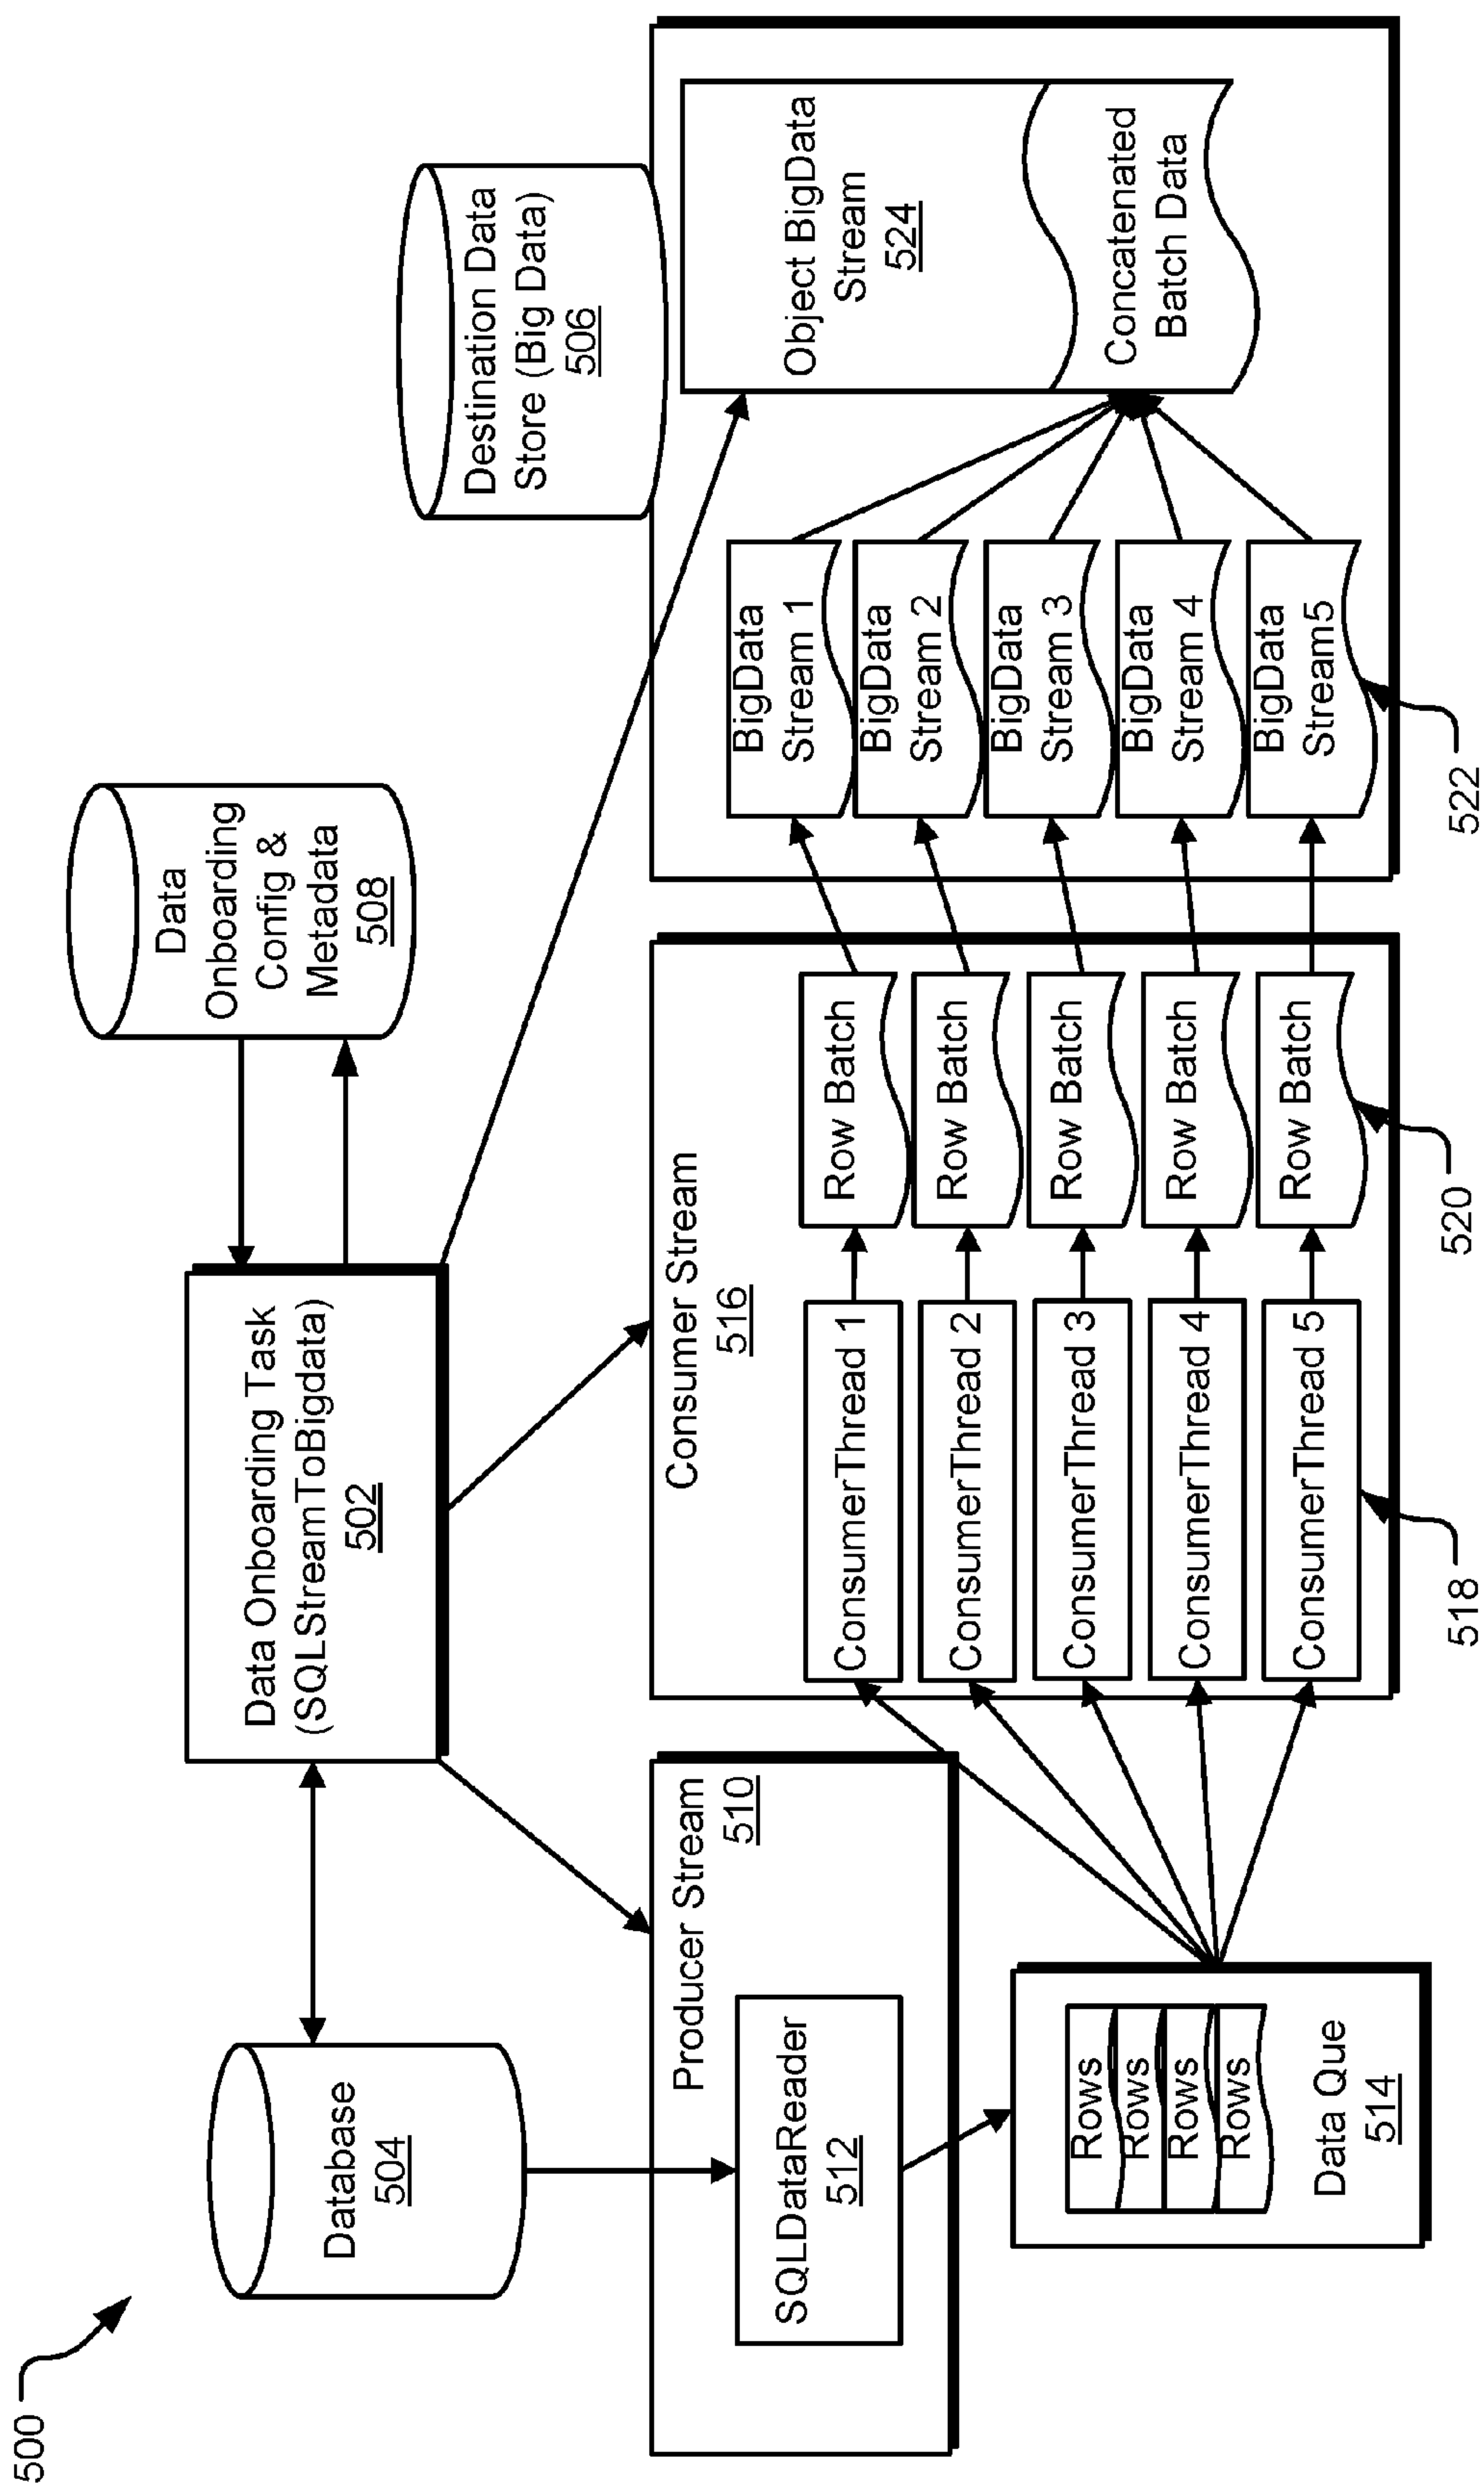 500
Database
504
Data Onboarding Task
(SQLStreamToBigdata)
502
Data
Onboarding
Config &
Metadata
508
Destination Data
Store (Big Data)
506
Producer Stream
510
SQLDataReader
512
Rows
Rows
Rows
Rows
Data Que
514
Consumer Stream
516
ConsumerThread 1
ConsumerThread 2
ConsumerThread 3
ConsumerThread 4
ConsumerThread 5
518
Row Batch
Row Batch
Row Batch
Row Batch
Row Batch
520
BigData
Stream 1
BigData
Stream 2
BigData
Stream 3
BigData
Stream 4
BigData
Stream5
522
Object BigData
Stream
524
Concatenated
Batch Data